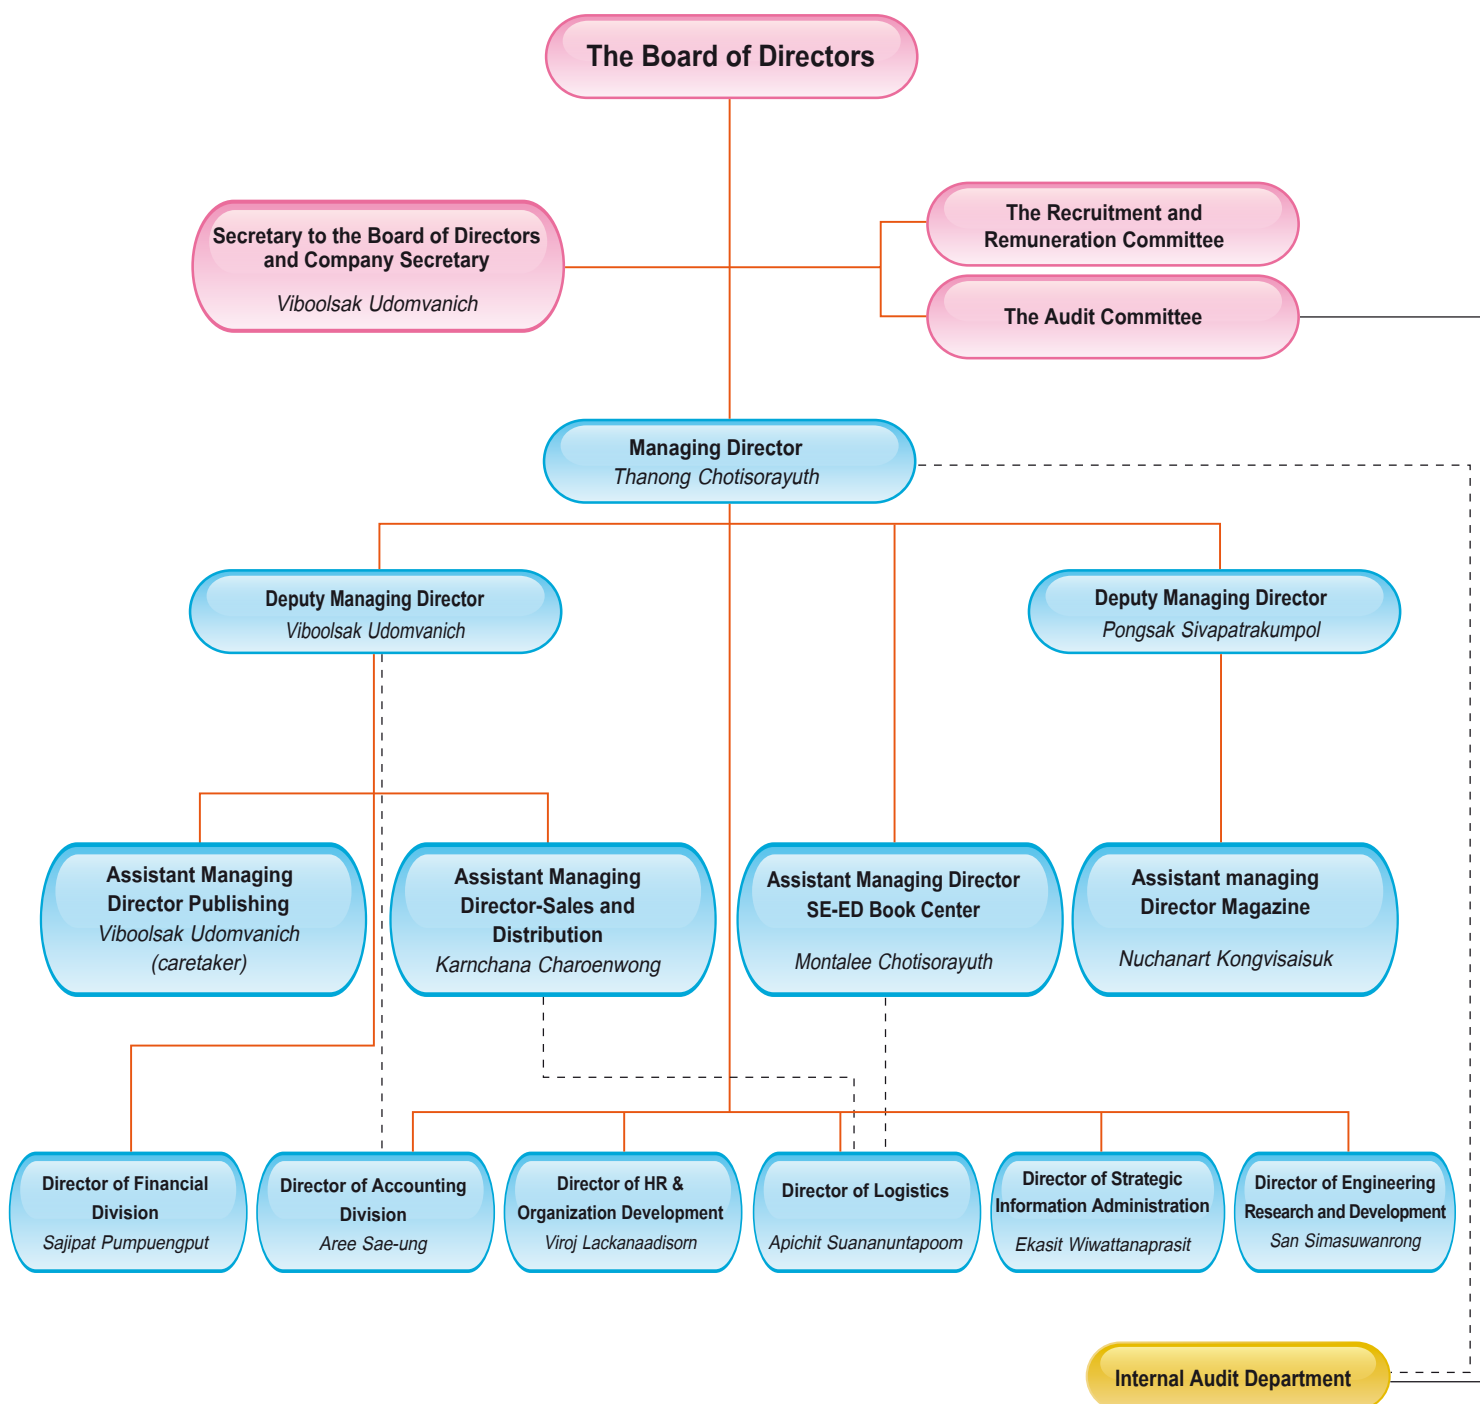 The Board of Directors
Secretary to the Board of Directors
and Company Secretary
Viboolsak Udomvanich
The Recruitment and
Remuneration Committee
The Audit Committee
Managing Director
Thanong Chotisorayuth
Deputy Managing Director
Viboolsak Udomvanich
Deputy Managing Director
Pongsak Sivapatrakumpol
Assistant Managing
Director Publishing
Viboolsak Udomvanich
(caretaker)
Assistant Managing
Director-Sales and
Distribution
Karnchana Charoenwong
Assistant Managing Director
SE-ED Book Center
Montalee Chotisorayuth
Assistant managing
Director Magazine
Nuchanart Kongvisaisuk
Director of Financial
Division
Sajipat Pumpuengput
Director of Accounting
Division
Aree Sae-ung
Director of HR &
Organization Development
Viroj Lackanaadisorn
Director of Logistics
Apichit Suananuntapoom
Director of Strategic
Information Administration
Ekasit Wiwattanaprasit
Director of Engineering
Research and Development
San Simasuwanrong
Internal Audit Department